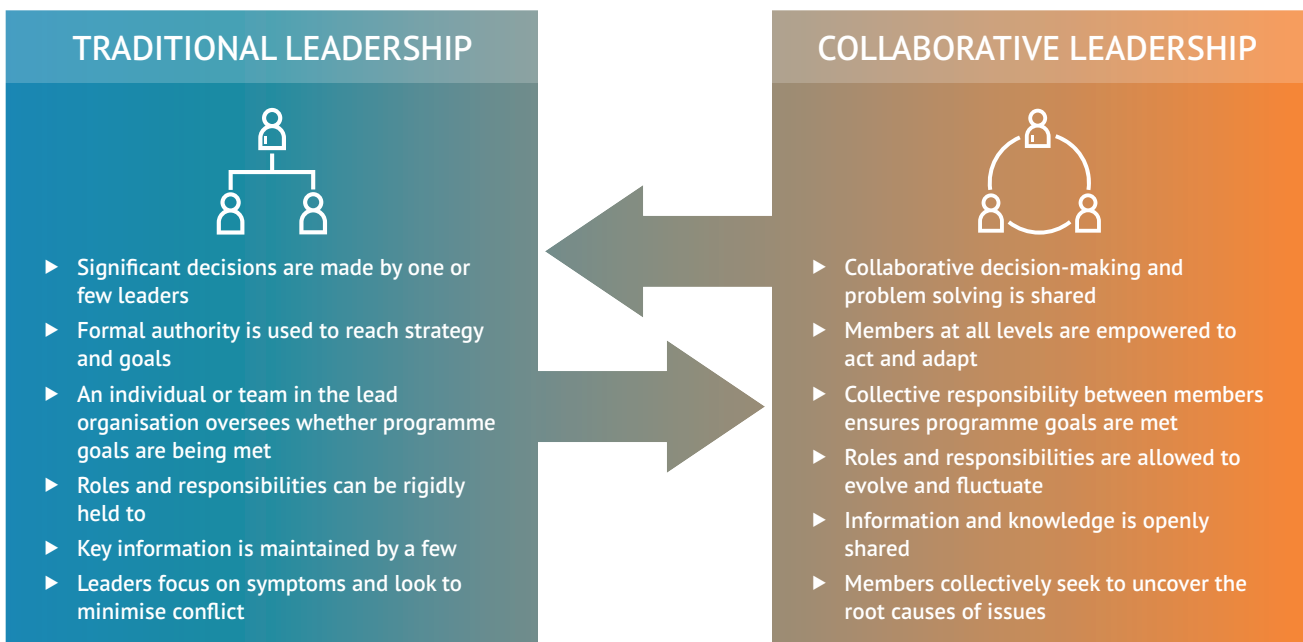 TRADITIONAL LEADERSHIP
Significant decisions are made by one or
few leaders
Formal authority is used to reach strategy
and goals
An individual or team in the lead
organisation oversees whether programme
goals are being met
Roles and responsibilities can be rigidly
held to
Key information is maintained by a few
Leaders focus on symptoms and look to
minimise conflict
COLLABORATIVE LEADERSHIP
Collaborative decision-making and
problem solving is shared
Members at all levels are empowered to
act and adapt
Collective responsibility between members
ensures programme goals are met
Roles and responsibilities are allowed to
evolve and fluctuate
Information and knowledge is openly
shared
Members collectively seek to uncover the
root causes of issues